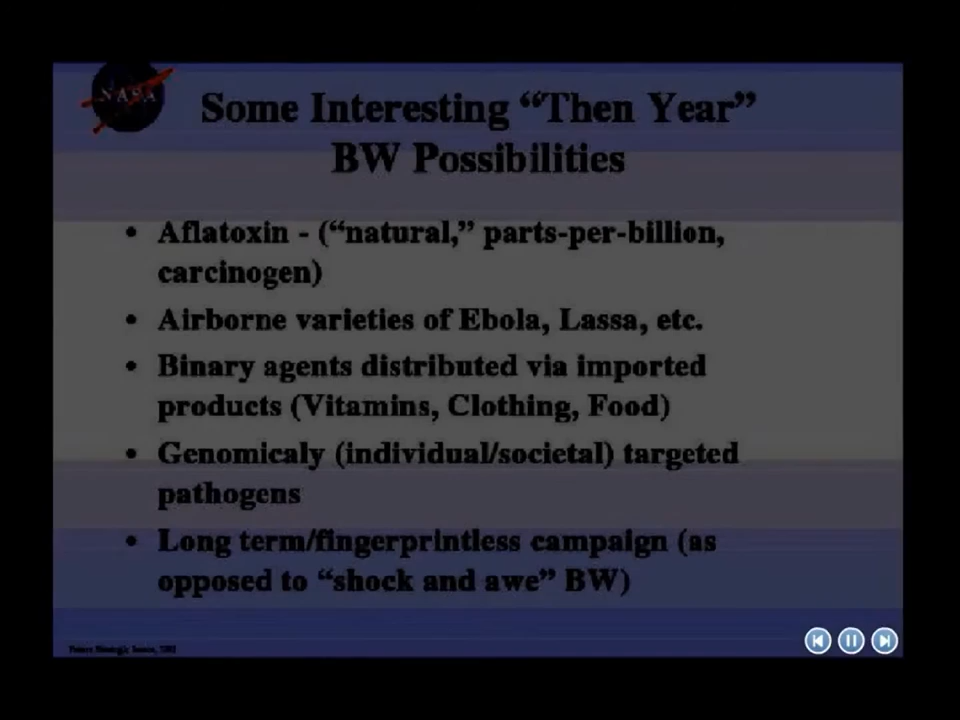 NASA
Some Interesting “Then Year”
BW Possibilities
• Aflatoxin - (“natural,” parts-per-billion,
carcinogen)
• Airborne varieties of Ebola, Lassa, etc.
• Binary agents distributed via imported
products (Vitamins, Clothing, Food)
• Genomicaly (individual/societal) targeted
pathogens
• Long term/fingerprintless campaign (as
opposed to “shock and awe” BW)